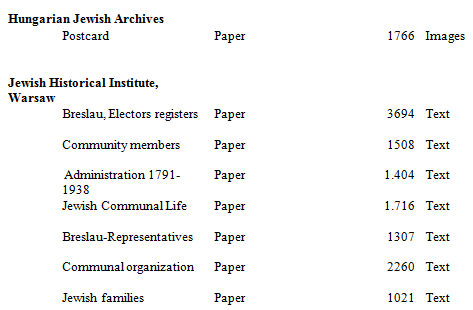 Hungarian Jewish Archives
Postcard Paper 1766 Images
Jewish Historical Institute,
Warsaw
Breslau, Electors registers Paper 3694 Text
Community members Paper 1508 Text
Administration 1791- Paper 1.404 Text
1938
Jewish Communal Life Paper 1.716 Text
Breslau-Representatives Paper 1307 Text
Communal organization Paper 2260 Text
Jewish families Paper 1021 Text